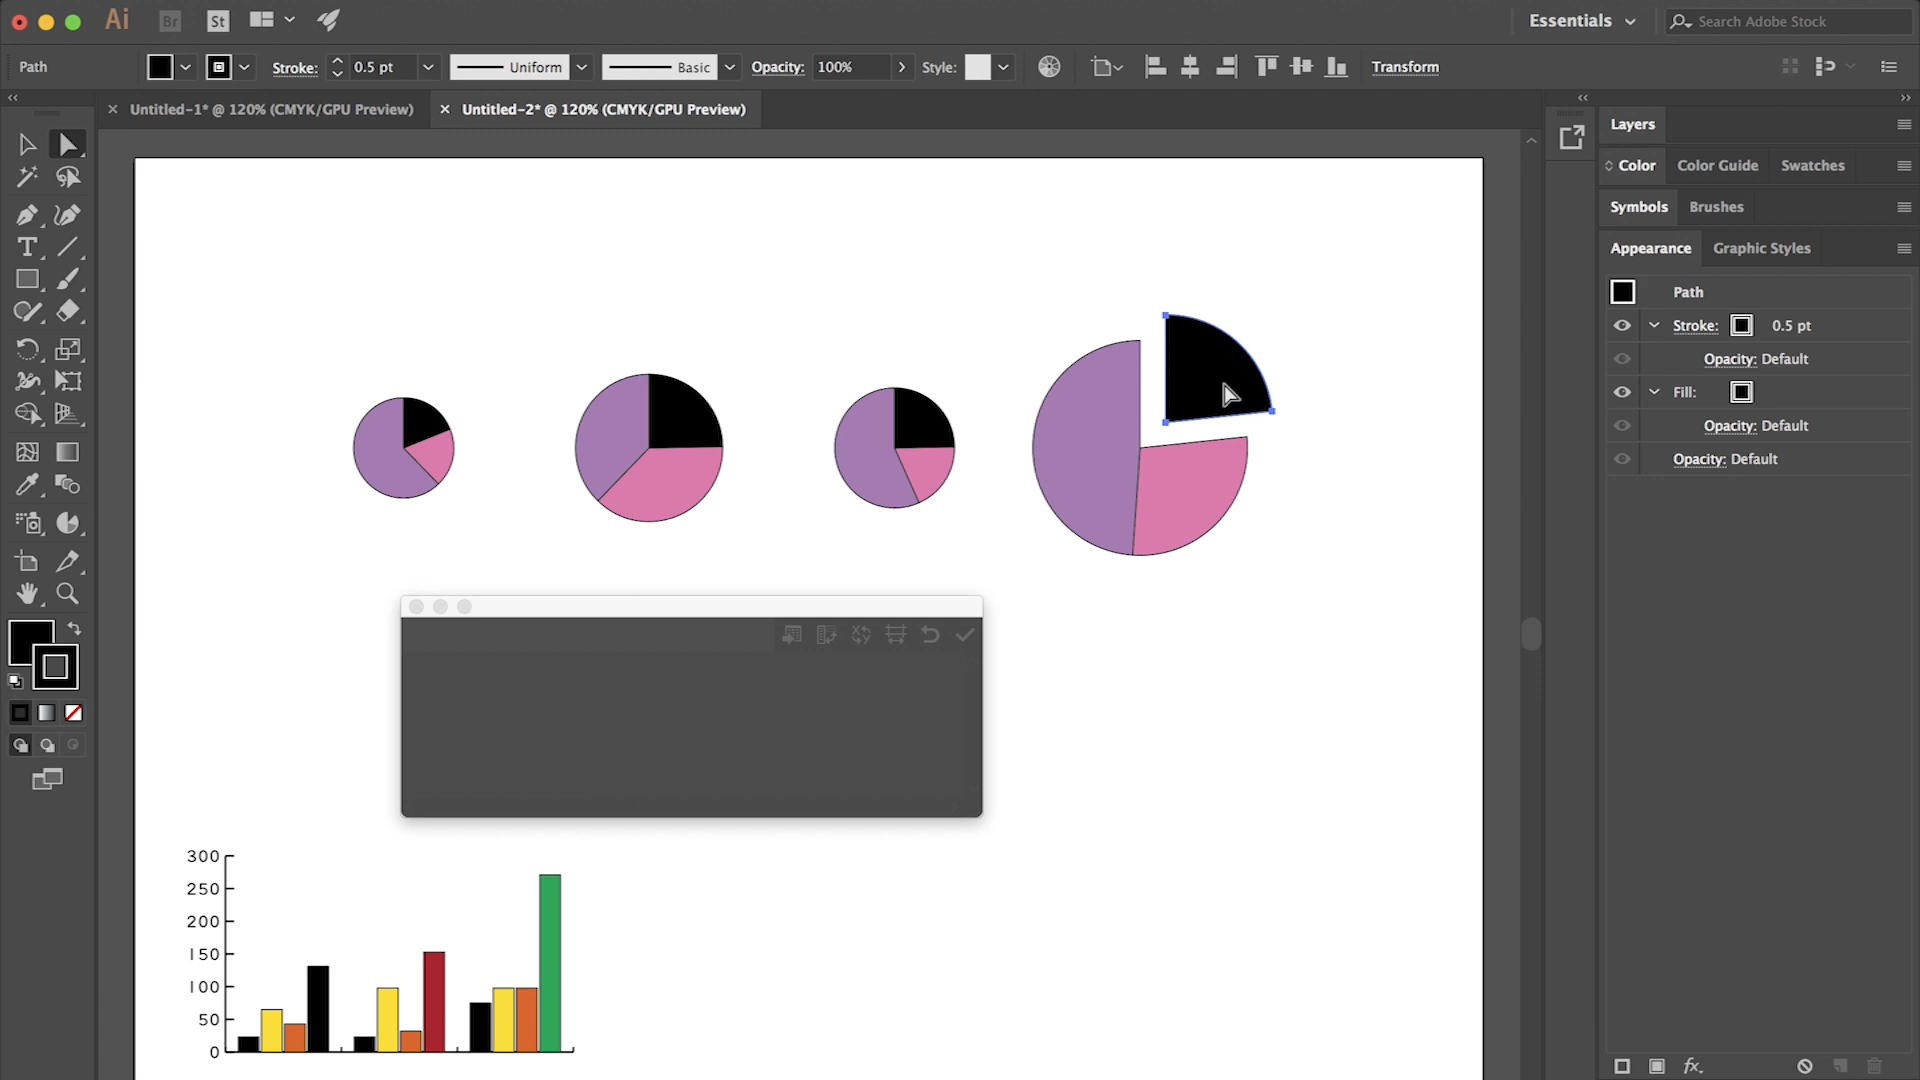 Ai Br St Essentials Search Adobe Stock
Path Stroke: 0.5 pt Uniform Basic Opacity: 100% Style: Transform
Untitled-1* @ 120% (CMYK/GPU Preview) Untitled-2* @ 120% (CMYK/GPU Preview)
Layers
Color Color Guide Swatches
Symbols Brushes
Appearance Graphic Styles
Path
Stroke: 0.5 pt
Opacity: Default
Fill:
Opacity: Default
Opacity: Default
300
250
200
150
100
50
0
fx